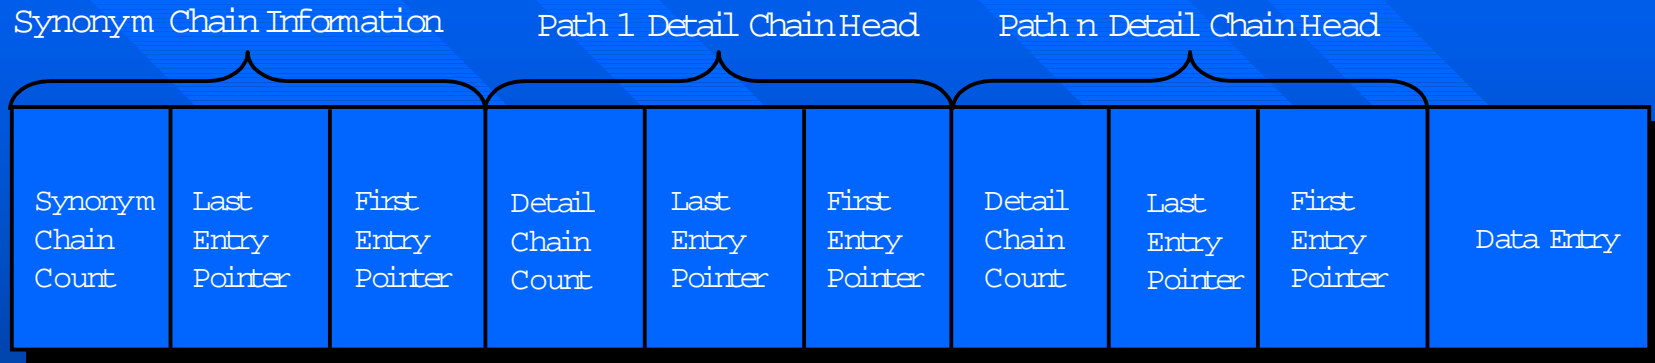 Synonym Chain Information
Path 1 Detail Chain Head
Path n Detail Chain Head
Synonym
Chain
Count
Last
Entry
Pointer
First
Entry
Pointer
Detail
Chain
Count
Last
Entry
Pointer
First
Entry
Pointer
Detail
Chain
Count
Last
Entry
Pointer
First
Entry
Pointer
Data Entry